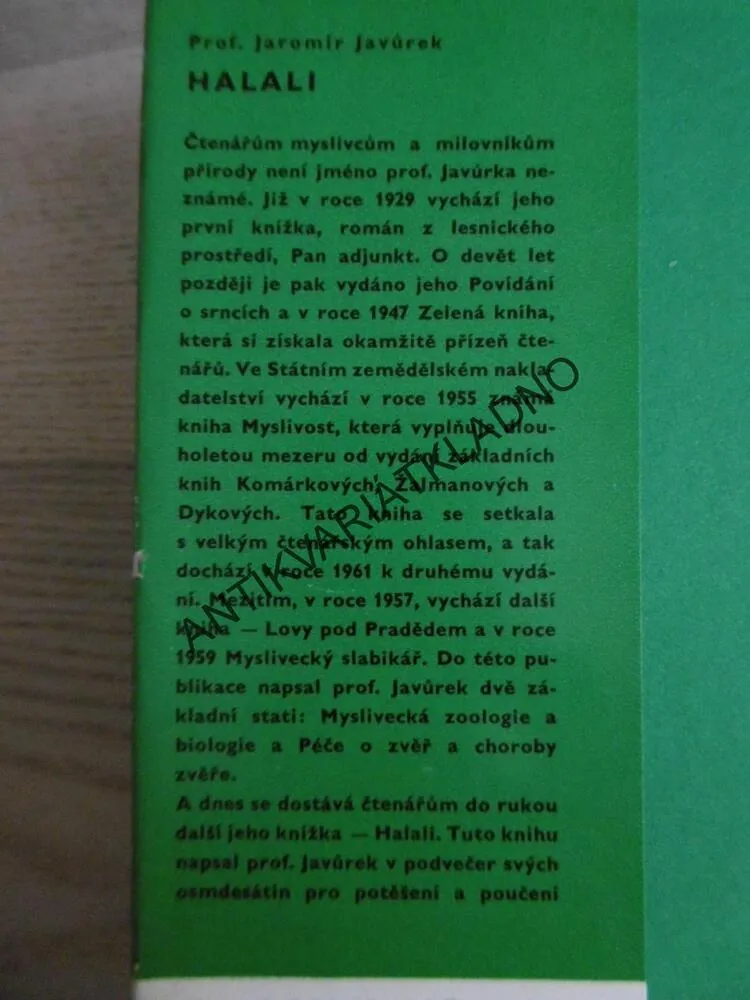 Prof. Jaromír Javůrek
HALALI
Čtenářům myslivcům a milovníkům
přírody není jméno prof. Javůrka ne-
známé. Již v roce 1929 vychází jeho
první knížka, román z lesnického
prostředí, Pan adjunkt. O devět let
později je pak vydáno jeho Povídání
o srncích a v roce 1947 Zelená kniha,
která si získala okamžitě přízeň čte-
nářů. Ve Státním zemědělském nakla-
datelství vychází v roce 1955 známá
kniha Myslivost, která vyplňuje dlou-
holetou mezeru od vydání základních
knih Komárkových, Žalmanových a
Dykových. Tato kniha se setkala
s velkým čtenářským ohlasem, a tak
dochází v roce 1961 k druhému vydá-
ní. Mezitím, v roce 1957, vychází další
kniha — Lovy pod Pradědem a v roce
1959 Myslivecký slabikář. Do této pu-
blikace napsal prof. Javůrek dvě zá-
kladní stati: Myslivecká zoologie a
biologie a Péče o zvěř a choroby
zvěře.
A dnes se dostává čtenářům do rukou
další jeho knížka — Halali. Tuto knihu
napsal prof. Javůrek v podvečer svých
osmdesátin pro potěšení a poučení
ANTIKVARIATKLADNO